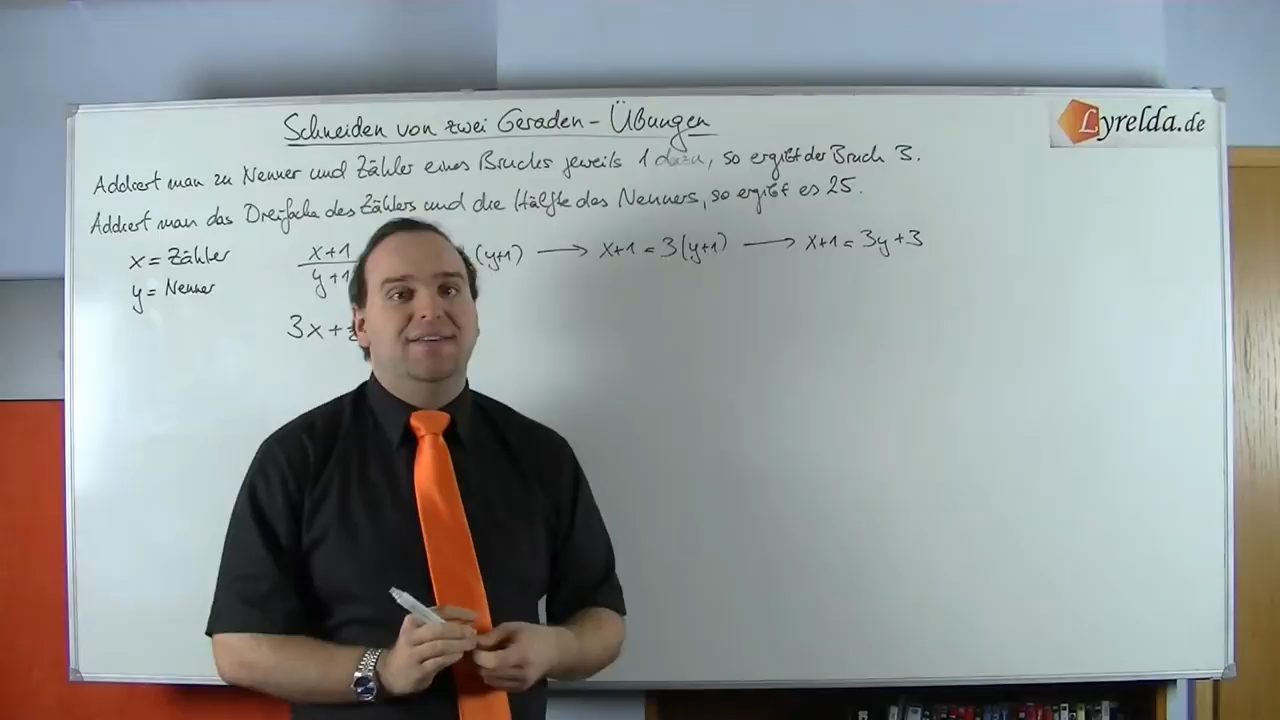 Schneiden von zwei Geraden - Übungen
Lyrelda.de
Addiert man zu Nenner und Zähler eines Bruchs jeweils 1 dazu, so ergibt der Bruch 3.
Addiert man das Dreifache des Zählers und die Hälfte des Nenners, so ergibt es 25.
x = Zähler
x+1
y+1
(y+1) → x+1 = 3(y+1) → x+1 = 3y+3
y = Nenner
3x+